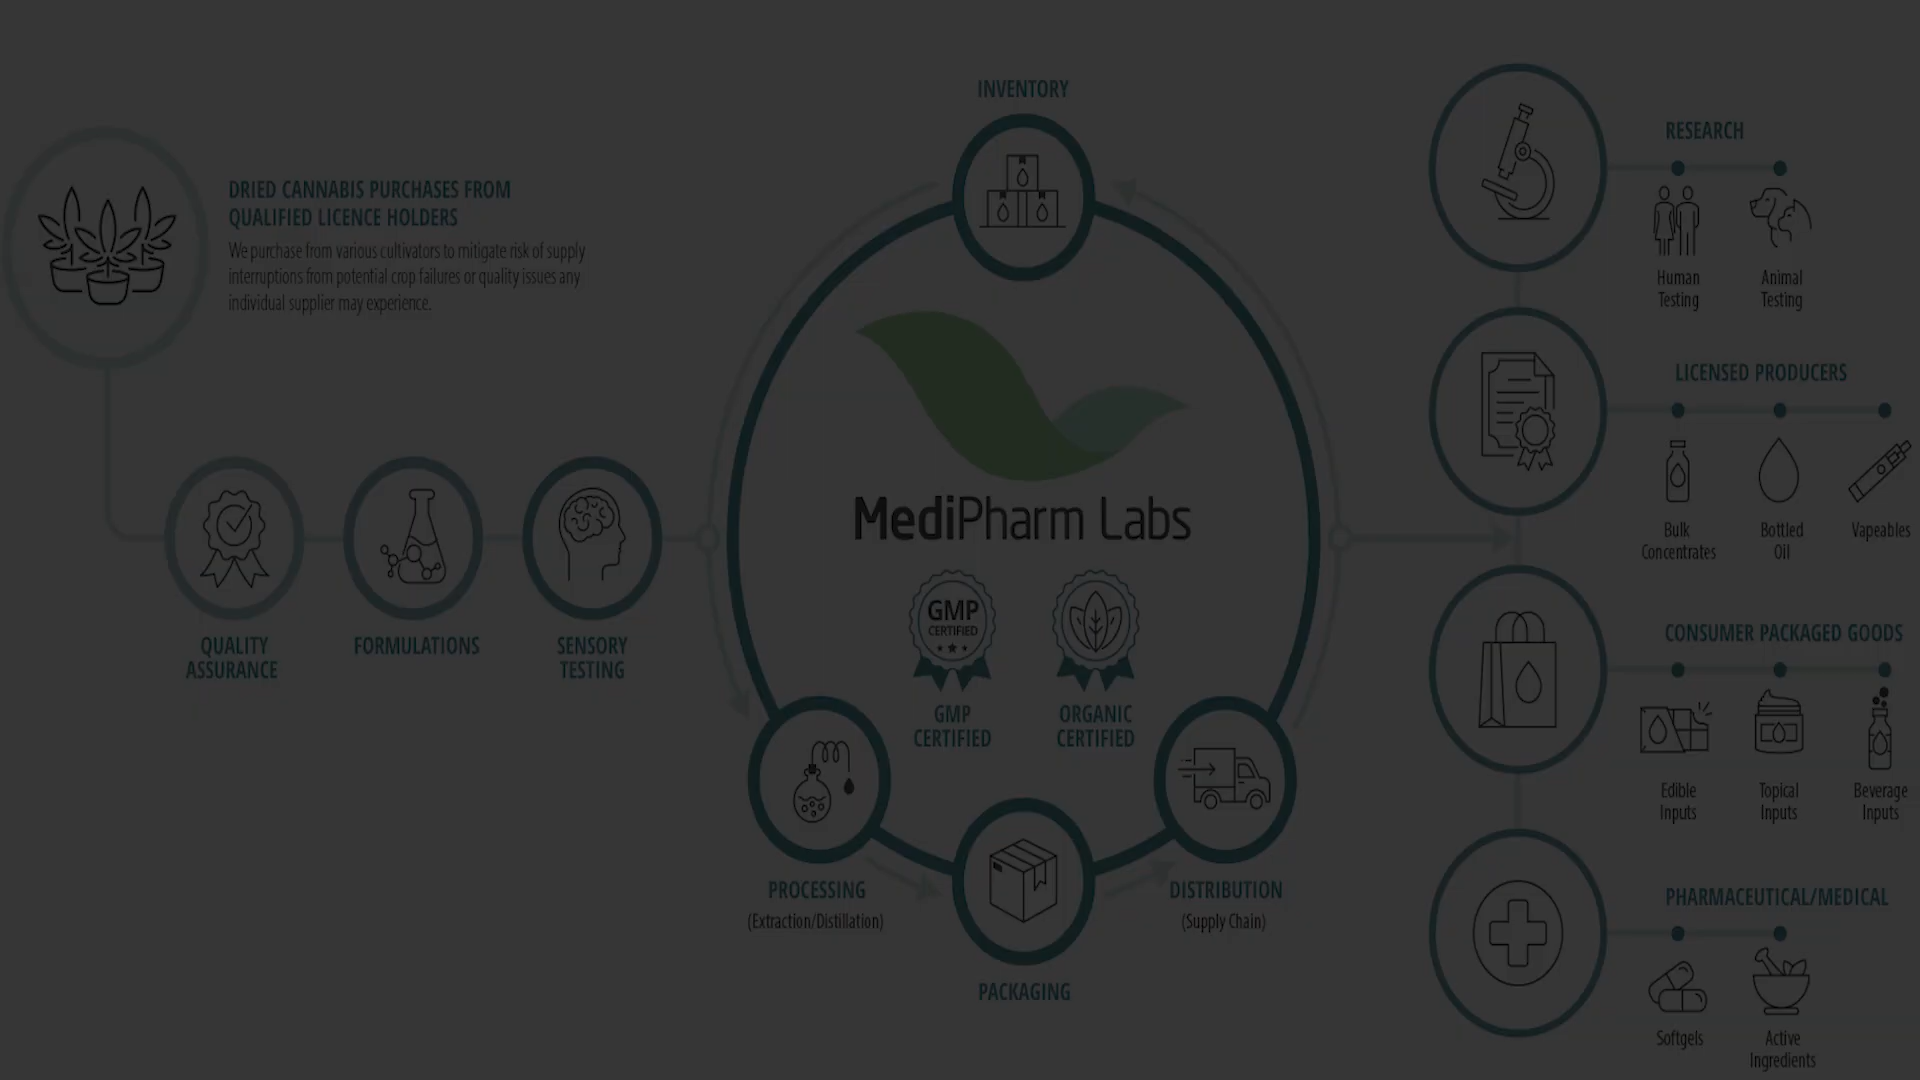 DRIED CANNABIS PURCHASES FROM
QUALIFIED LICENCE HOLDERS
We purchase from various cultivators to mitigate risk of supply
interruptions from potential crop failures or quality issues any
individual supplier may experience.
QUALITY
ASSURANCE
FORMULATIONS
SENSORY
TESTING
INVENTORY
MediPharm Labs
GMP
CERTIFIED
GMP
CERTIFIED
ORGANIC
CERTIFIED
PROCESSING
(Extraction/Distillation)
PACKAGING
DISTRIBUTION
(Supply Chain)
RESEARCH
Human
Testing
Animal
Testing
LICENSED PRODUCERS
Bulk
Concentrates
Bottled
Oil
Vapeables
CONSUMER PACKAGED GOODS
Edible
Inputs
Topical
Inputs
Beverage
Inputs
PHARMACEUTICAL/MEDICAL
Softgels
Active
Ingredients